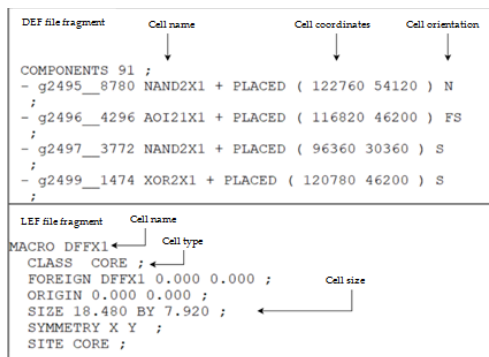 DEF file fragment Cell name Cell coordinates Cell orientation
COMPONENTS 91 ;
- g2495__8780 NAND2X1 + PLACED ( 122760 54120 ) N
;
- g2496__4296 AOI21X1 + PLACED ( 116820 46200 ) FS
;
- g2497__3772 NAND2X1 + PLACED ( 96360 30360 ) S
;
- g2499__1474 XOR2X1 + PLACED ( 120780 46200 ) S
;
LEF file fragment Cell name
MACRO DFFX1
Cell type
CLASS CORE ;
FOREIGN DFFX1 0.000 0.000 ;
ORIGIN 0.000 0.000 ;
Cell size
SIZE 18.480 BY 7.920 ;
SYMMETRY X Y ;
SITE CORE ;